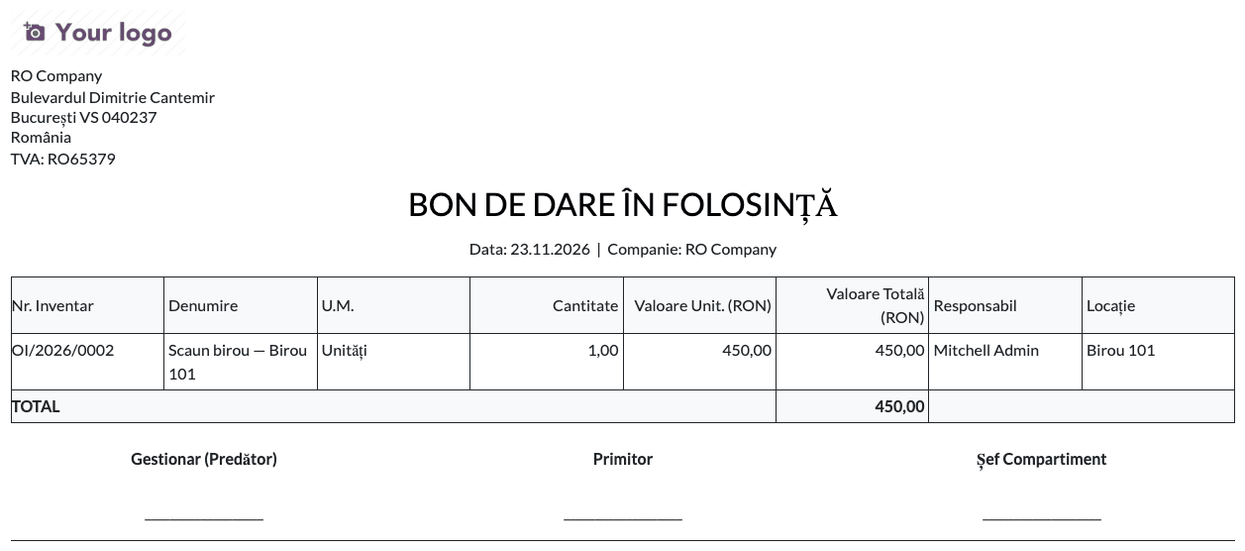 Your logo
RO Company
Bulevardul Dimitrie Cantemir
București VS 040237
România
TVA: RO65379
BON DE DARE ÎN FOLOSINȚĂ
Data: 23.11.2026 | Companie: RO Company
Nr. Inventar Denumire U.M. Cantitate Valoare Unit. (RON) Valoare Totală (RON) Responsabil Locație
OI/2026/0002 Scaun birou — Birou 101 Unități 1,00 450,00 450,00 Mitchell Admin Birou 101
TOTAL 450,00
Gestionar (Predător) Primitor Șef Compartiment